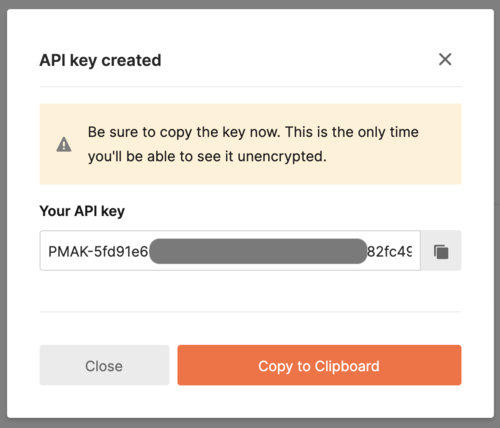 API key created
Be sure to copy the key now. This is the only time
you'll be able to see it unencrypted.
Your API key
PMAK-5fd91e6 82fc49
Close
Copy to Clipboard